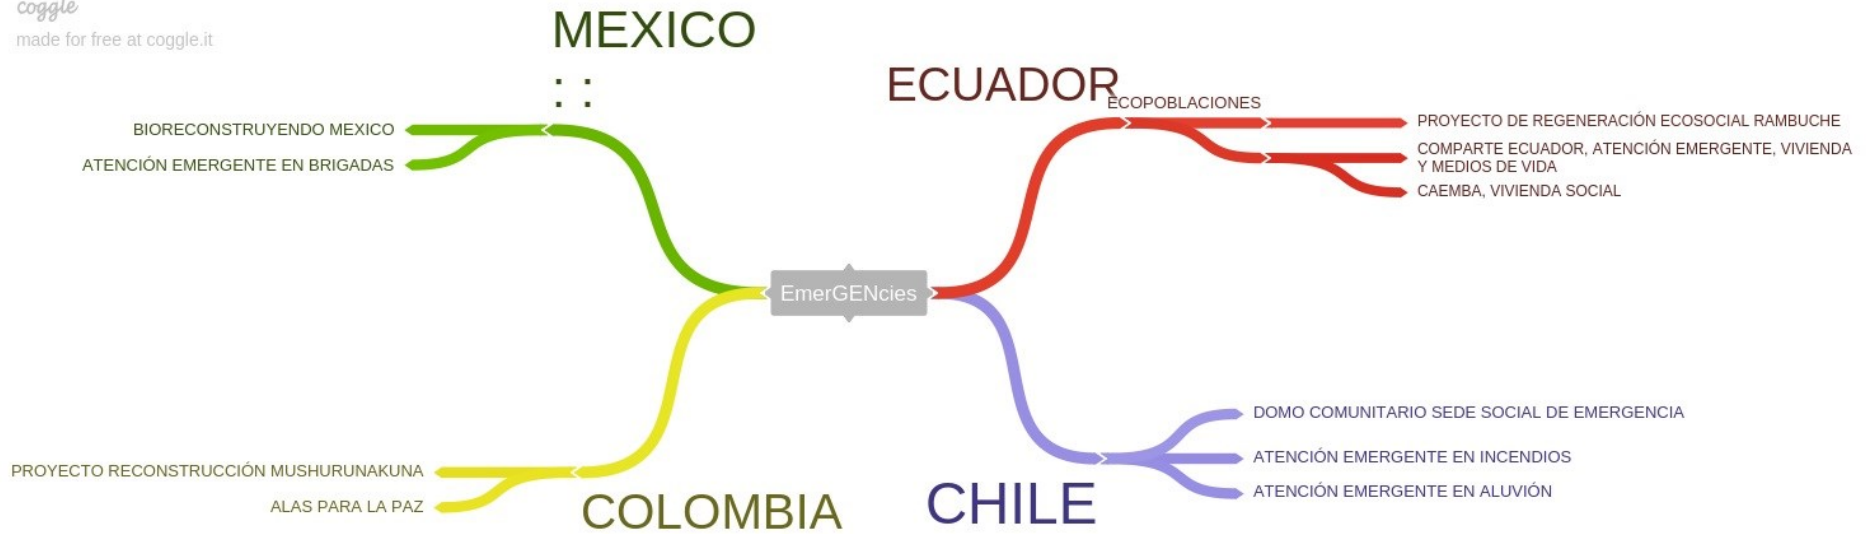 coggle
made for free at coggle.it
MEXICO
: :
BIORECONSTRUYENDO MEXICO
ATENCIÓN EMERGENTE EN BRIGADAS
ECUADOR
ECOPOBLACIONES
PROYECTO DE REGENERACIÓN ECOSOCIAL RAMBUCHE
COMPARTE ECUADOR, ATENCIÓN EMERGENTE, VIVIENDA
Y MEDIOS DE VIDA
CAEMBA, VIVIENDA SOCIAL
EmerGENcies
PROYECTO RECONSTRUCCIÓN MUSHURUNAKUNA
ALAS PARA LA PAZ
COLOMBIA
CHILE
DOMO COMUNITARIO SEDE SOCIAL DE EMERGENCIA
ATENCIÓN EMERGENTE EN INCENDIOS
ATENCIÓN EMERGENTE EN ALUVIÓN